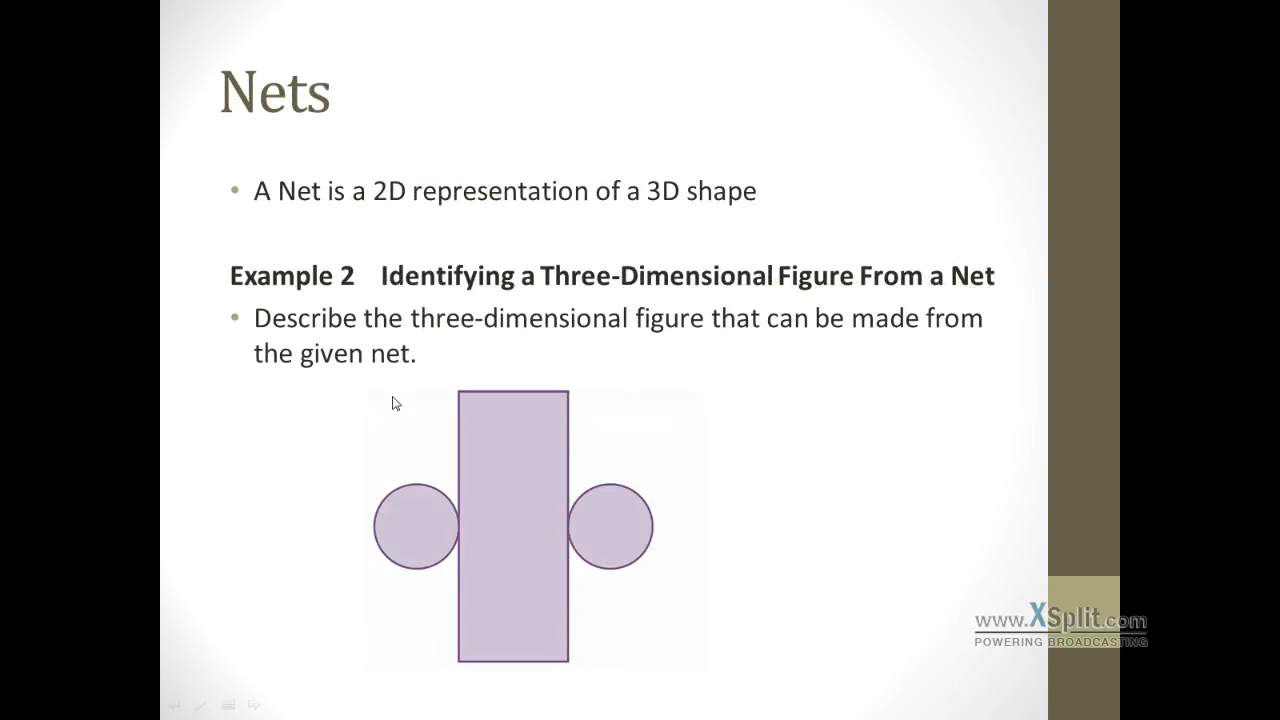 Nets
• A Net is a 2D representation of a 3D shape
Example 2 Identifying a Three-Dimensional Figure From a Net
• Describe the three-dimensional figure that can be made from
the given net.
www.XSplit.com
POWERING BROADCASTING